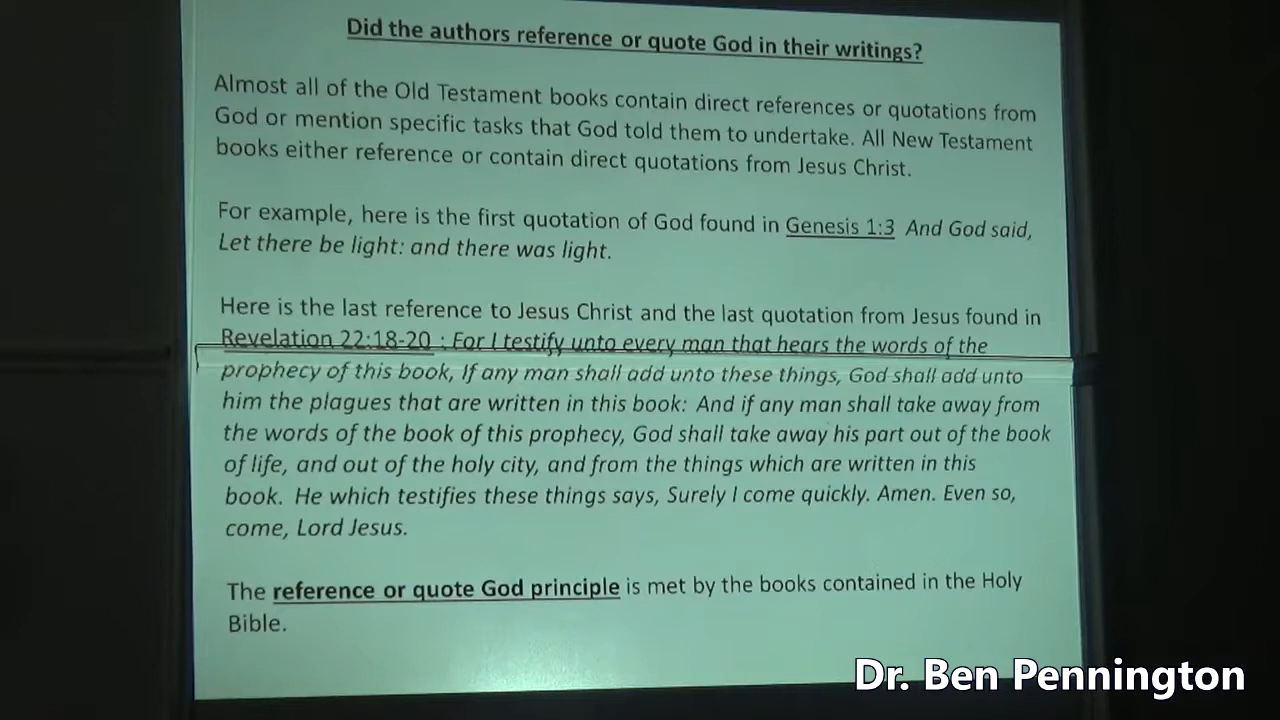 Did the authors reference or quote God in their writings?
Almost all of the Old Testament books contain direct references or quotations from
God or mention specific tasks that God told them to undertake. All New Testament
books either reference or contain direct quotations from Jesus Christ.
For example, here is the first quotation of God found in Genesis 1:3 And God said,
Let there be light: and there was light.
Here is the last reference to Jesus Christ and the last quotation from Jesus found in
Revelation 22:18-20 : For I testify unto every man that hears the words of the
prophecy of this book, If any man shall add unto these things, God shall add unto
him the plagues that are written in this book: And if any man shall take away from
the words of the book of this prophecy, God shall take away his part out of the book
of life, and out of the holy city, and from the things which are written in this
book. He which testifies these things says, Surely I come quickly. Amen. Even so,
come, Lord Jesus.
The reference or quote God principle is met by the books contained in the Holy
Bible.
Dr. Ben Pennington